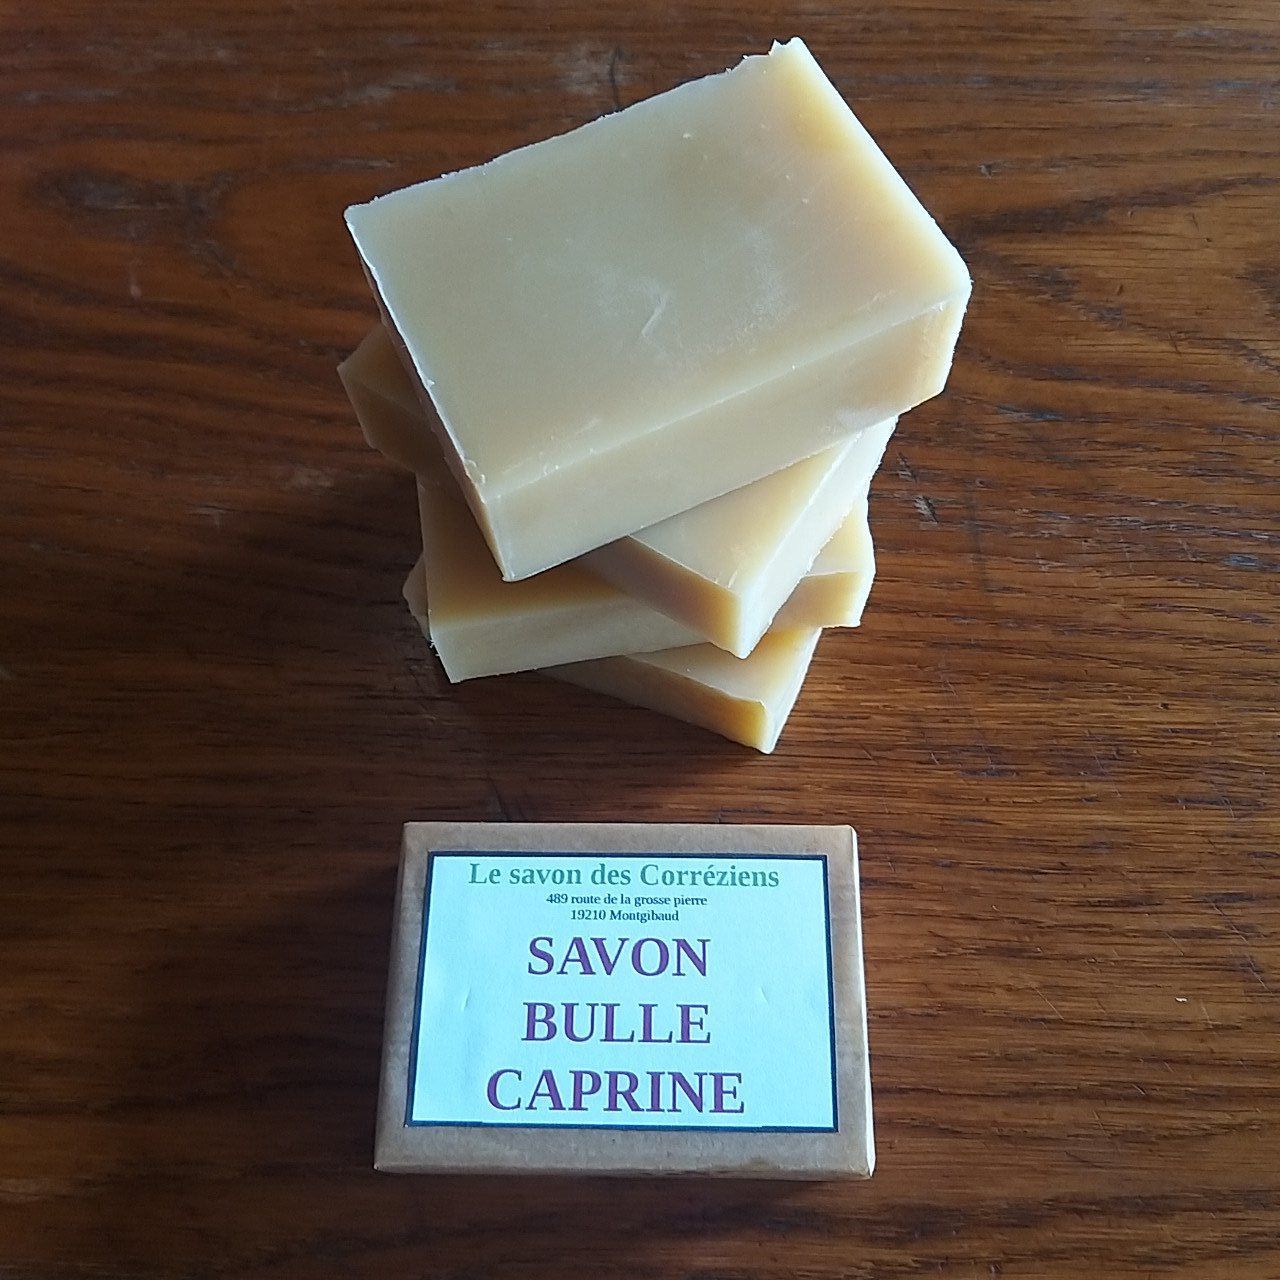 Le savon des Corréziens
489 route de la grosse pierre
19210 Montgibaud
SAVON
BULLE
CAPRINE